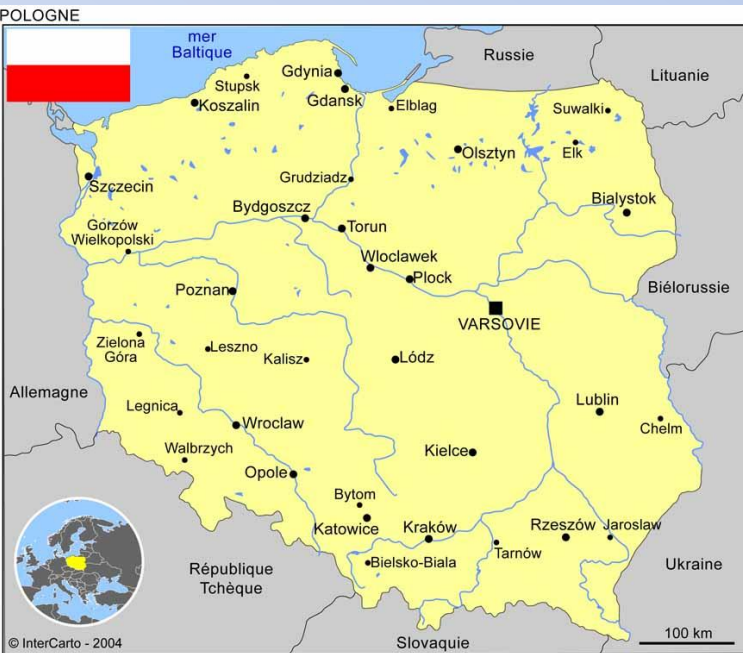 POLOGNE
mer
Baltique
Russie
Lituanie
Gdynia
Stupsk
Gdansk
Koszalin
Elblag
Suwalki
Olsztyn
Elk
Szczecin
Grudziadz
Bydgoszcz
Bialystok
Gorzów
Wielkopolski
Torun
Wloclawek
Plock
Poznan
Biélorussie
VARSOVIE
Zielona
Góra
Leszno
Kalisz
Lódz
Allemagne
Legnica
Lublin
Wroclaw
Chelm
Walbrzych
Kielce
Opole
Bytom
Katowice
Kraków
Rzeszów
Jaroslaw
Tarnów
Bielsko-Biala
République
Tchèque
Ukraine
Slovaquie
100 km
© InterCarto - 2004